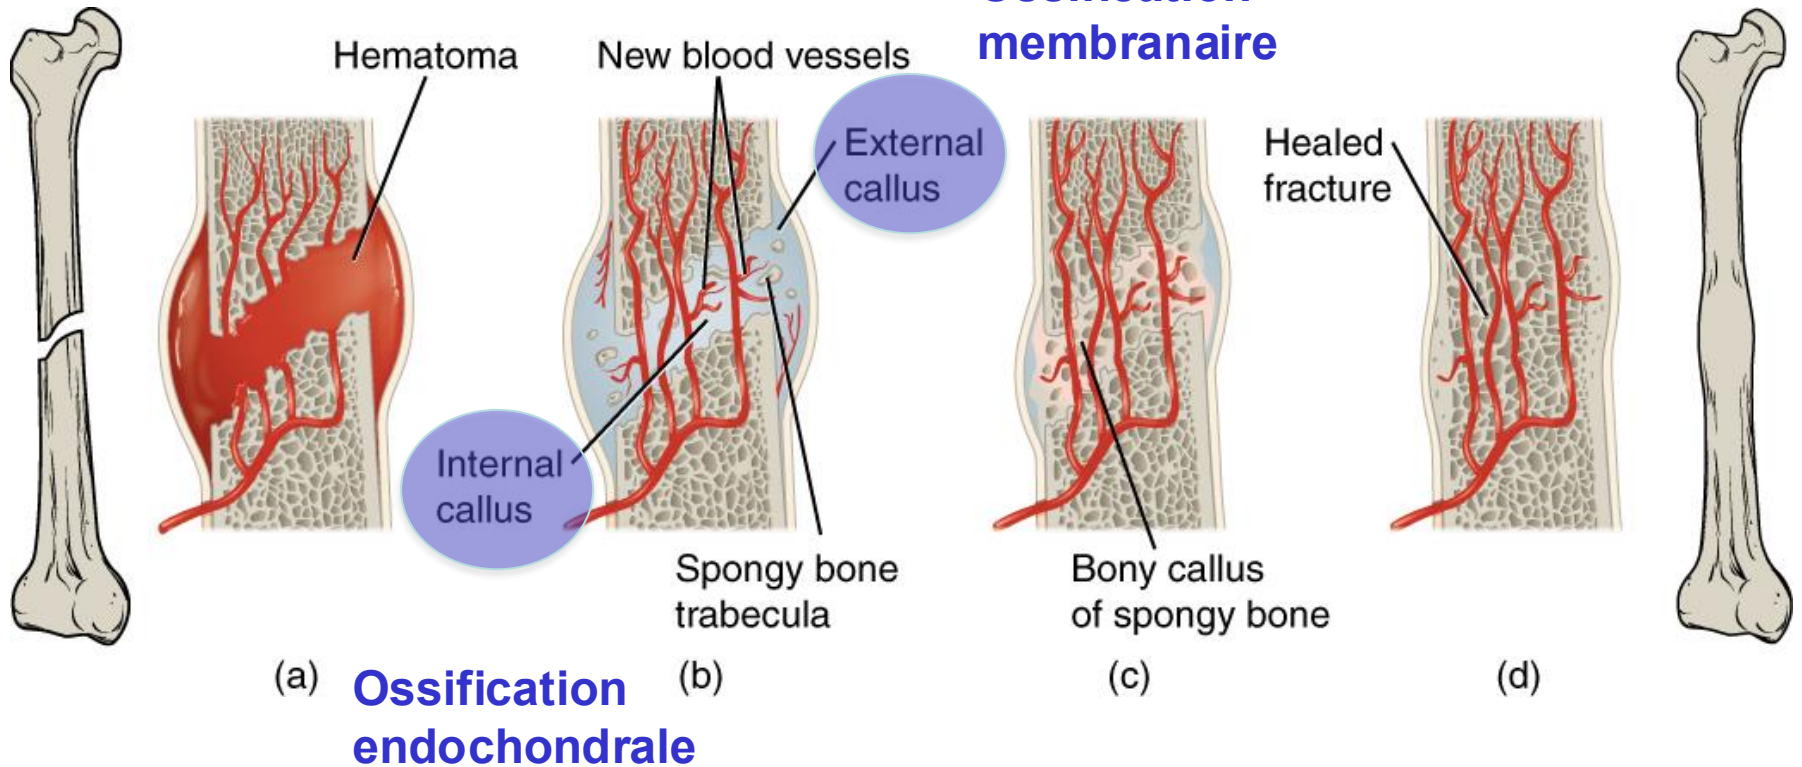 Ossification
membranaire
Hematoma
New blood vessels
External
callus
Healed
fracture
Internal
callus
Spongy bone
trabecula
Bony callus
of spongy bone
(a)
(b)
(c)
(d)
Ossification
endochondrale